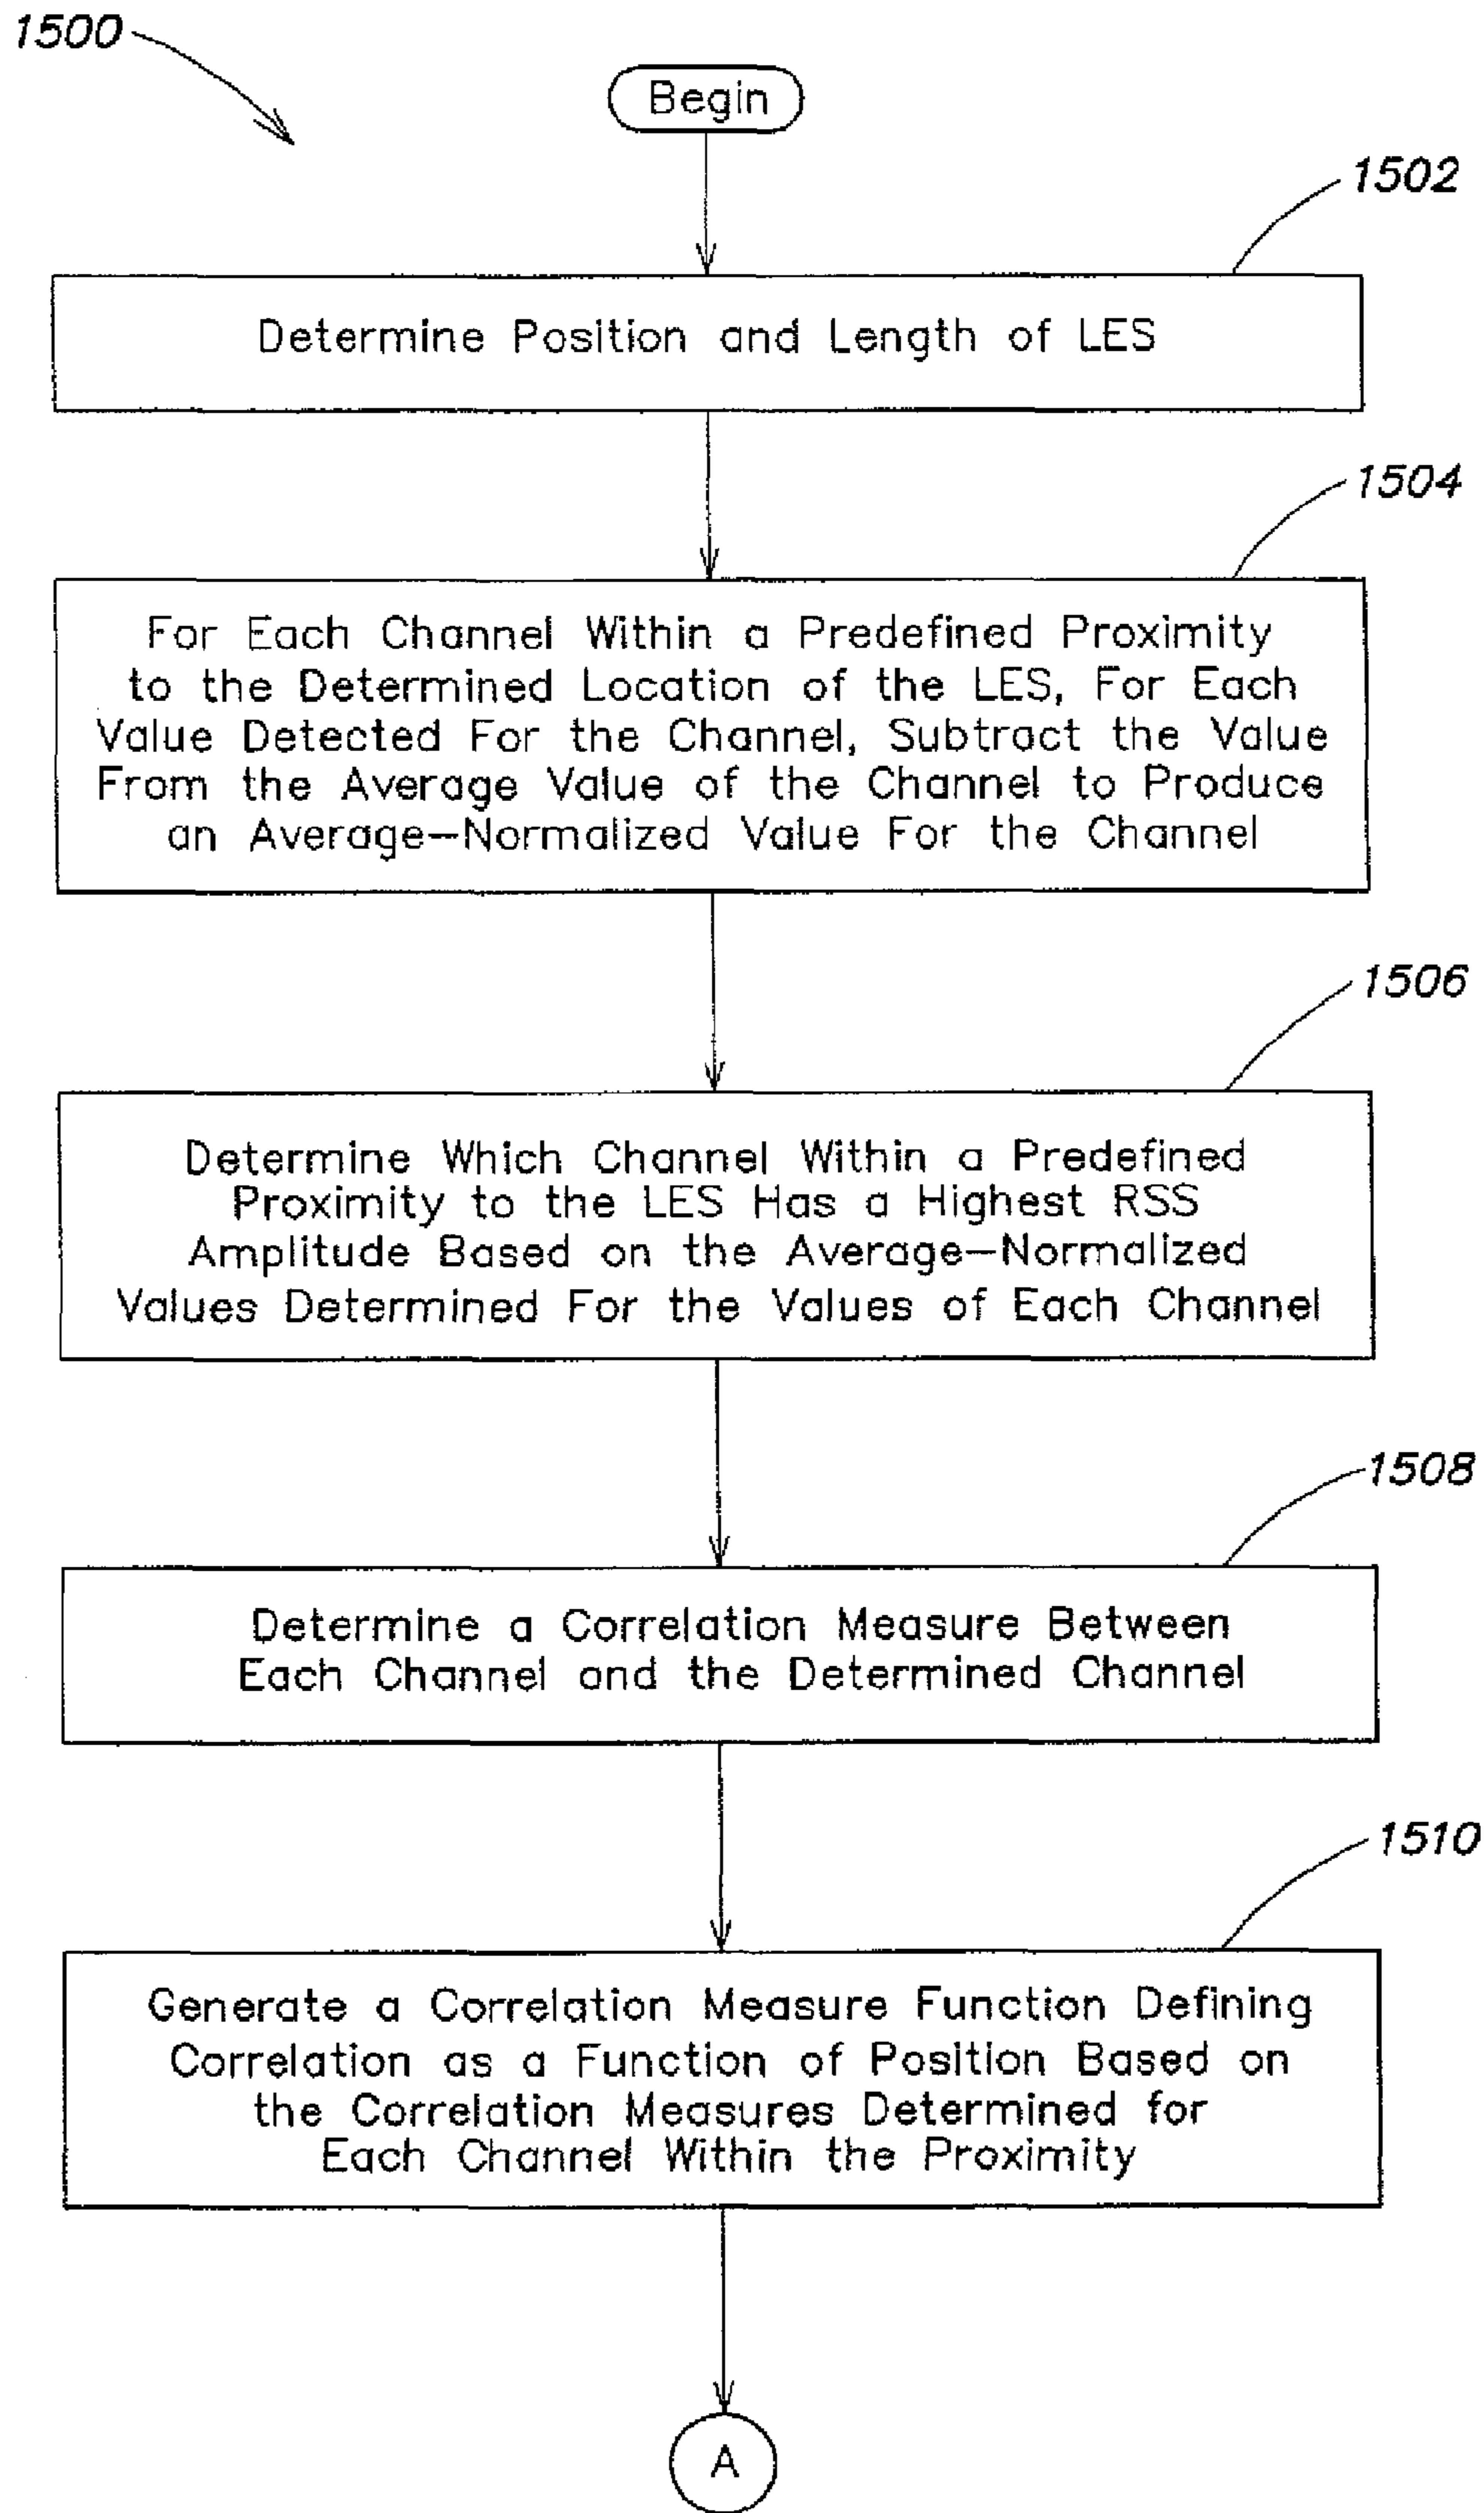 1500
Begin
1502
Determine Position and Length of LES
1504
For Each Channel Within a Predefined Proximity
to the Determined Location of the LES, For Each
Value Detected For the Channel, Subtract the Value
From the Average Value of the Channel to Produce
an Average-Normalized Value For the Channel
1506
Determine Which Channel Within a Predefined
Proximity to the LES Has a Highest RSS
Amplitude Based on the Average-Normalized
Values Determined For the Values of Each Channel
1508
Determine a Correlation Measure Between
Each Channel and the Determined Channel
1510
Generate a Correlation Measure Function Defining
Correlation as a Function of Position Based on
the Correlation Measures Determined for
Each Channel Within the Proximity
A